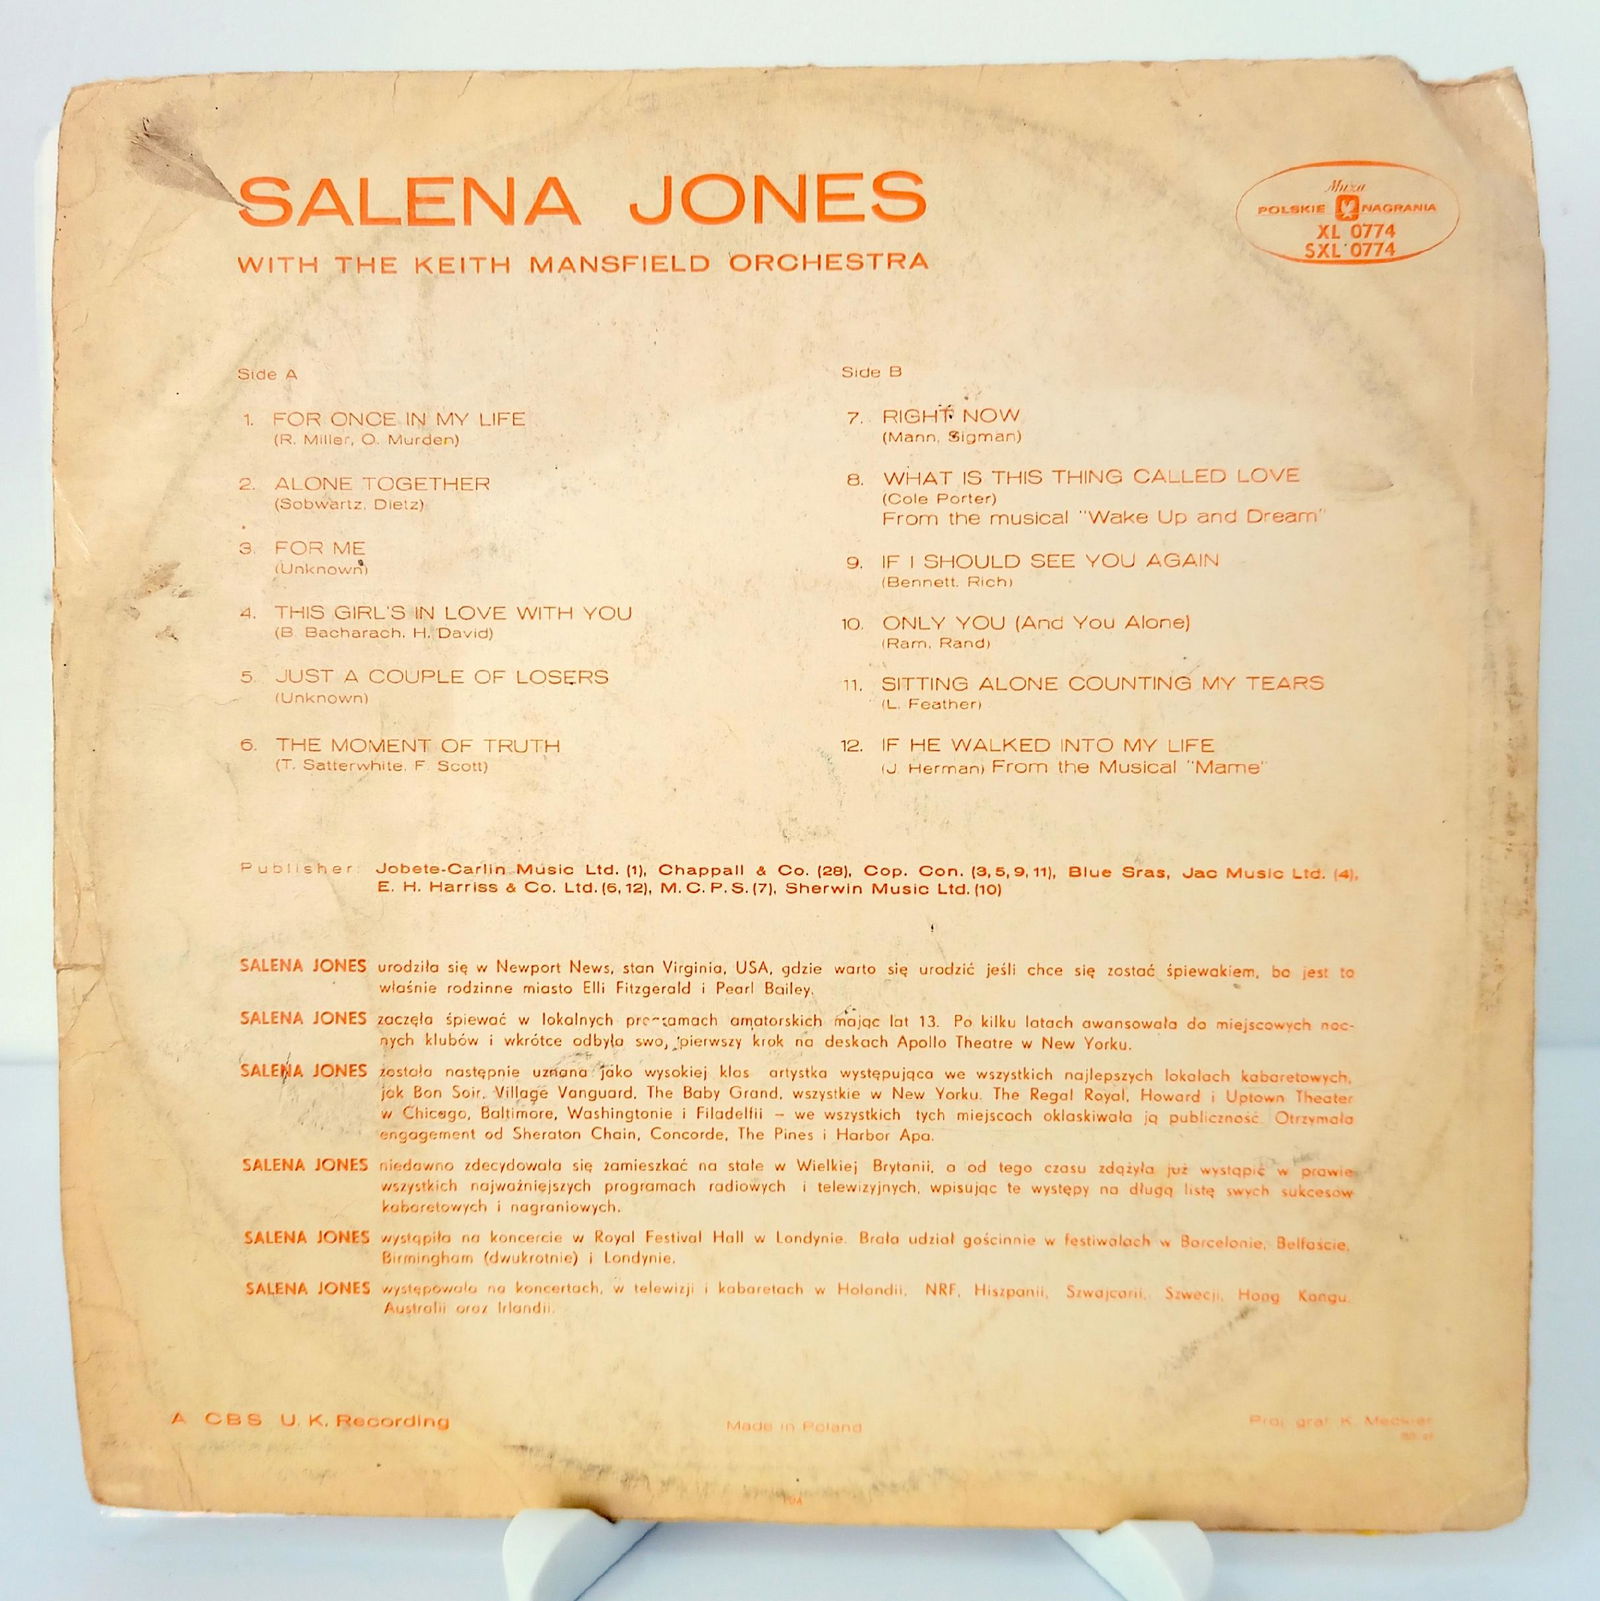 SALENA JONES
WITH THE KEITH MANSFIELD ORCHESTRA
Muza
POLSKIE NAGRANIA
XL 0774
SXL 0774
Side A
1. FOR ONCE IN MY LIFE
(R. Miller, O. Murden)
2. ALONE TOGETHER
(Sobwartz, Dietz)
3. FOR ME
(Unknown)
4. THIS GIRL'S IN LOVE WITH YOU
(B. Bacharach, H. David)
5. JUST A COUPLE OF LOSERS
(Unknown)
6. THE MOMENT OF TRUTH
(T. Satterwhite, F. Scott)
Side B
7. RIGHT NOW
(Mann, Sigman)
8. WHAT IS THIS THING CALLED LOVE
(Cole Porter)
From the musical "Wake Up and Dream"
9. IF I SHOULD SEE YOU AGAIN
(Bennett, Rich)
10. ONLY YOU (And You Alone)
(Ram, Rand)
11. SITTING ALONE COUNTING MY TEARS
(L. Feather)
12. IF HE WALKED INTO MY LIFE
(J. Herman) From the Musical "Mame"
Publisher: Jobete-Carlin Music Ltd. (1), Chappall & Co. (28), Cop. Con. (3, 5, 9, 11), Blue Sras, Jac Music Ltd. (4),
E. H. Harriss & Co. Ltd. (6, 12), M. C. P. S. (7), Sherwin Music Ltd. (10)
SALENA JONES urodziła się w Newport News, stan Virginia, USA, gdzie warto się urodzić jeśli chce się zostać śpiewakiem, bo jest to
właśnie rodzinne miasto Elli Fitzgerald i Pearl Bailey.
SALENA JONES zaczęła śpiewać w lokalnych programach amatorskich mając lat 13. Po kilku latach awansowała do miejscowych noc-
nych klubów i wkrótce odbyła swój pierwszy krok na deskach Apollo Theatre w New Yorku.
SALENA JONES została następnie uznana jako wysokiej klasy artystka występująca we wszystkich najlepszych lokalach kabaretowych,
jak Bon Soir, Village Vanguard, The Baby Grand, wszystkie w New Yorku. The Regal Royal, Howard i Uptown Theater
w Chicago, Baltimore, Washingtonie i Filadelfii – we wszystkich tych miejscach oklaskiwała ją publiczność. Otrzymała
engagement od Sheraton Chain, Concorde, The Pines i Harbor Apa.
SALENA JONES niedawno zdecydowała się zamieszkać na stałe w Wielkiej Brytanii, a od tego czasu zdążyła już wystąpić w prawie
wszystkich najważniejszych programach radiowych i telewizyjnych, wpisując te występy na długą listę swych sukcesów
kabaretowych i nagraniowych.
SALENA JONES wystąpiła na koncercie w Royal Festival Hall w Londynie. Brała udział gościnnie w festiwalach w Barcelonie, Belfaście,
Birmingham (dwukrotnie) i Londynie.
SALENA JONES występowała na koncertach, w telewizji i kabaretach w Holandii, NRF, Hiszpanii, Szwajcarii, Szwecji, Hong Kongu,
Australii oraz Irlandii.
A CBS U. K. Recording
Made in Poland
Proj. graf. K.